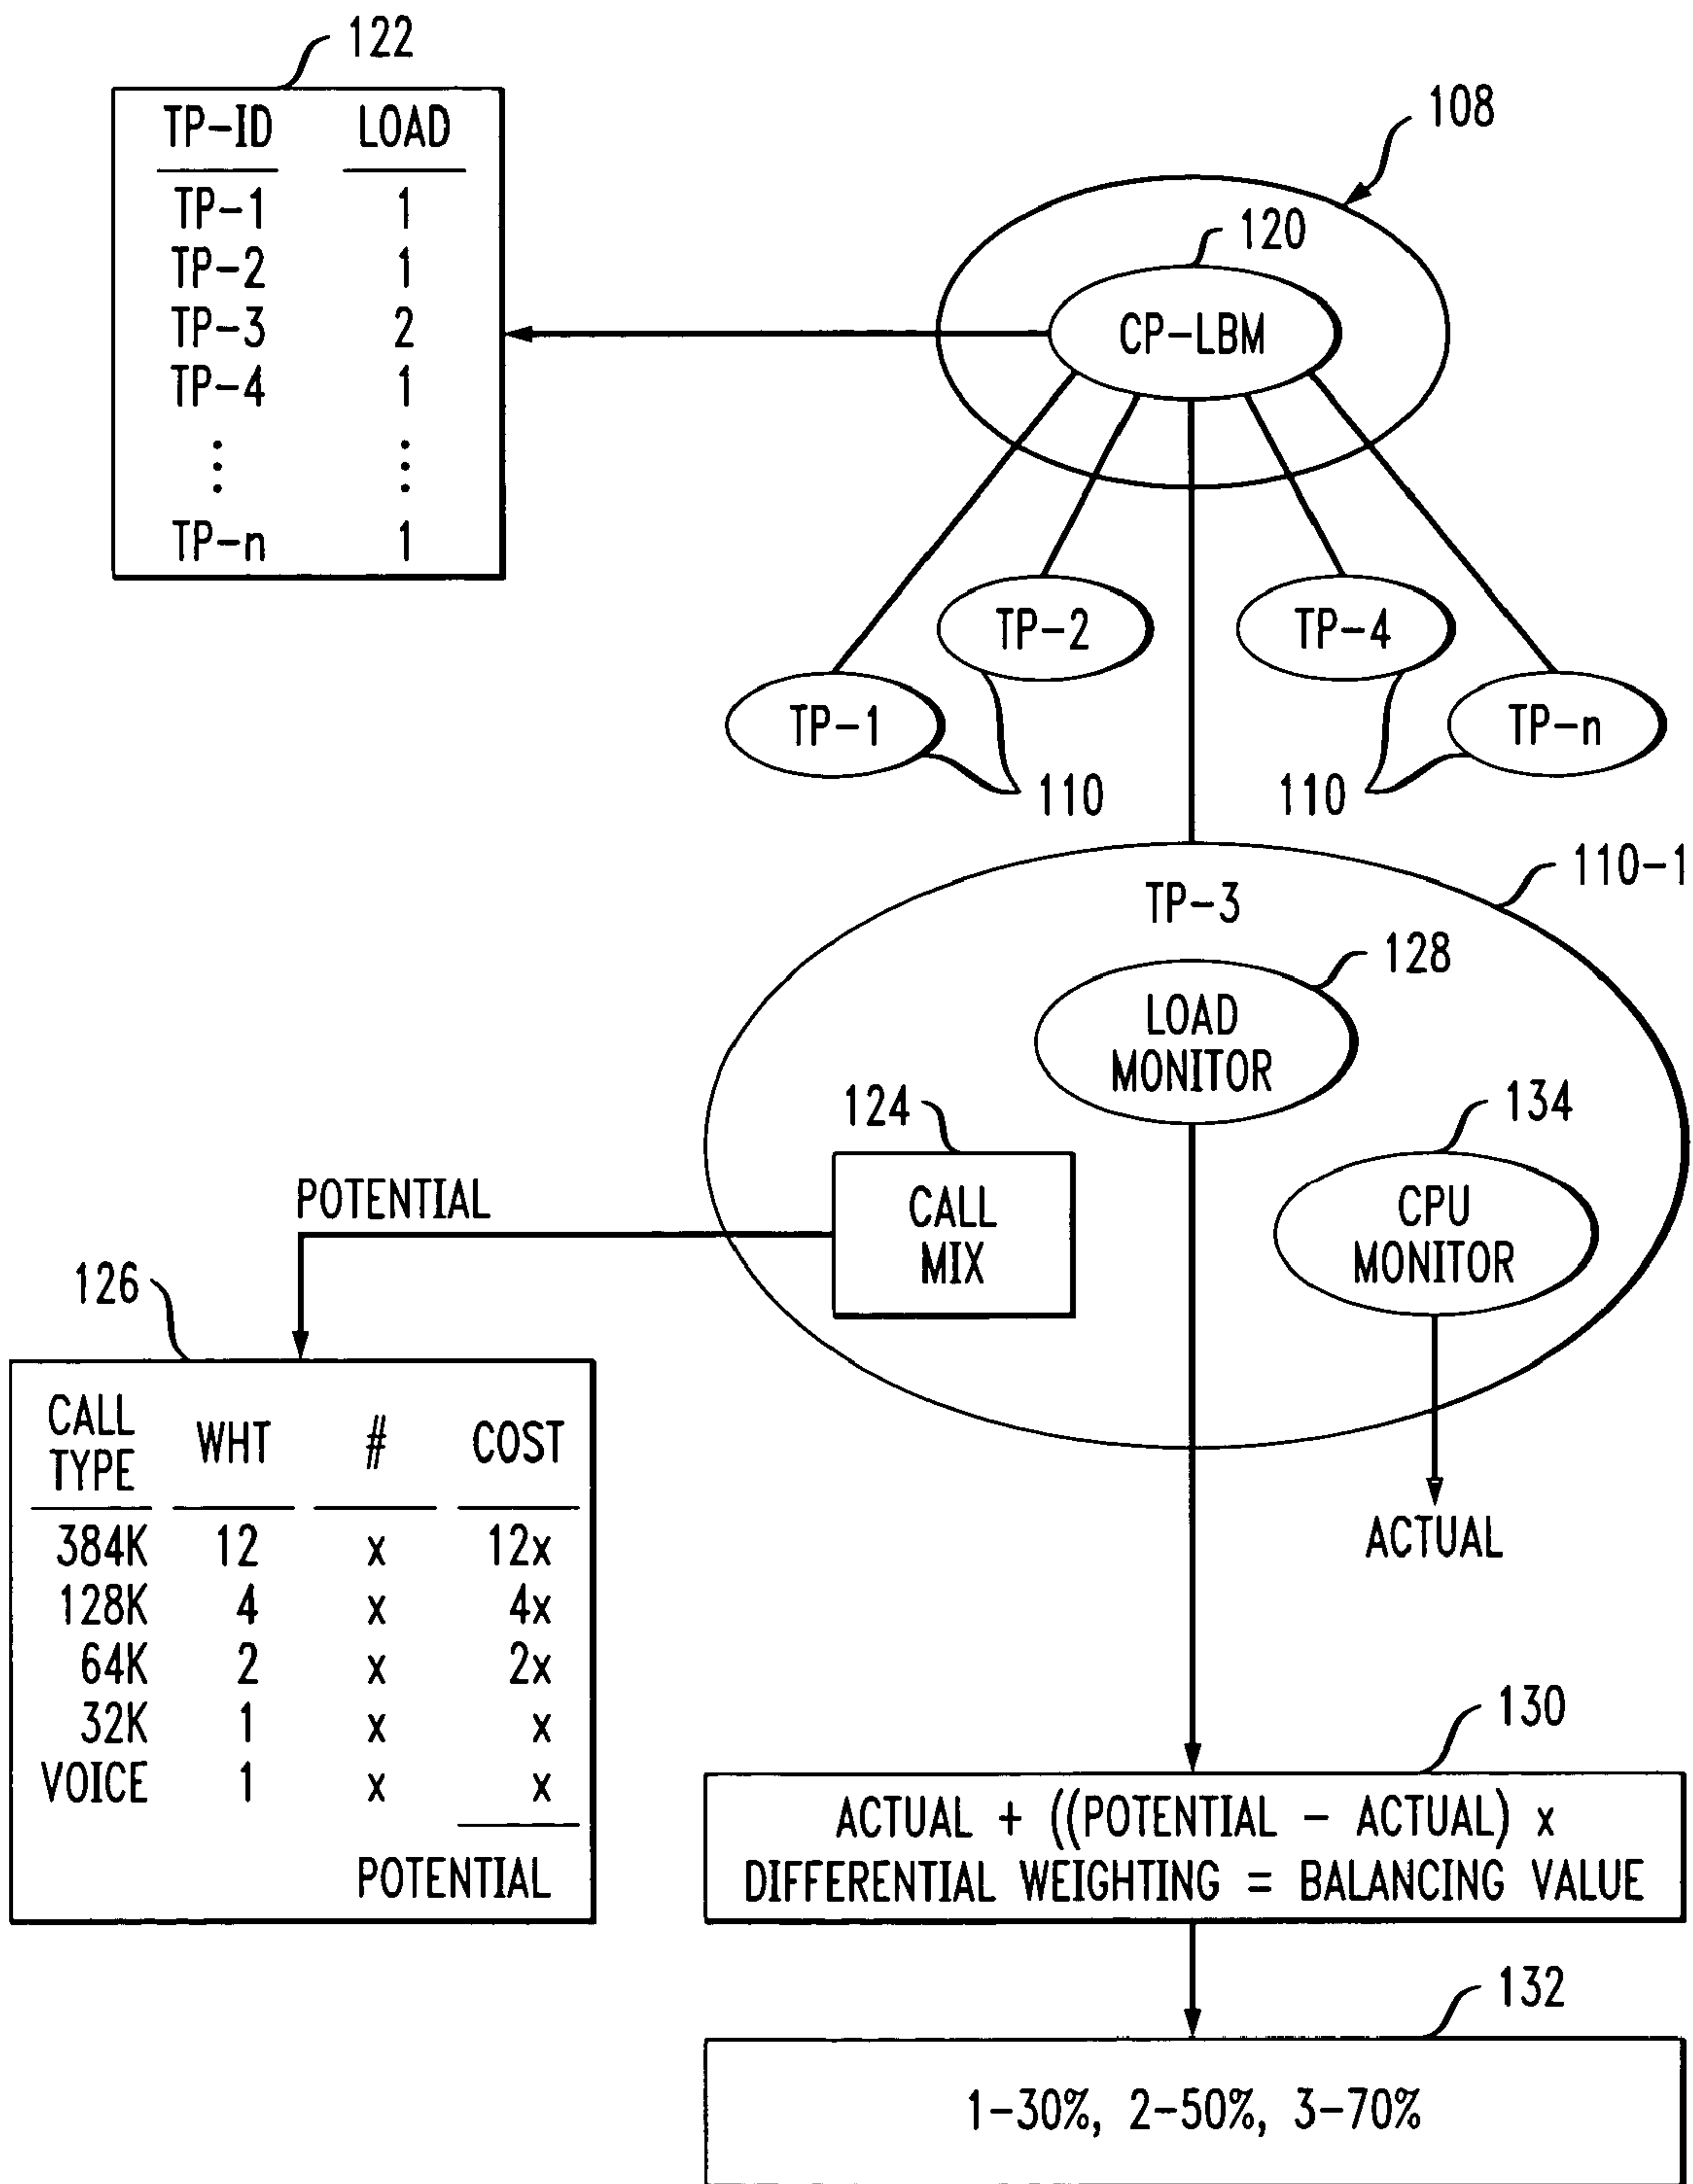 122
TP-ID LOAD
TP-1 1
TP-2 1
TP-3 2
TP-4 1
TP-n 1
108
120
CP-LBM
TP-2
TP-4
TP-1
TP-n
110
110
110-1
TP-3
128
LOAD
MONITOR
124
CALL
MIX
134
CPU
MONITOR
POTENTIAL
ACTUAL
126
CALL
TYPE WHT # COST
384K 12 x 12x
128K 4 x 4x
64K 2 x 2x
32K 1 x x
VOICE 1 x x
POTENTIAL
130
ACTUAL + ((POTENTIAL - ACTUAL) x
DIFFERENTIAL WEIGHTING = BALANCING VALUE
132
1-30%, 2-50%, 3-70%